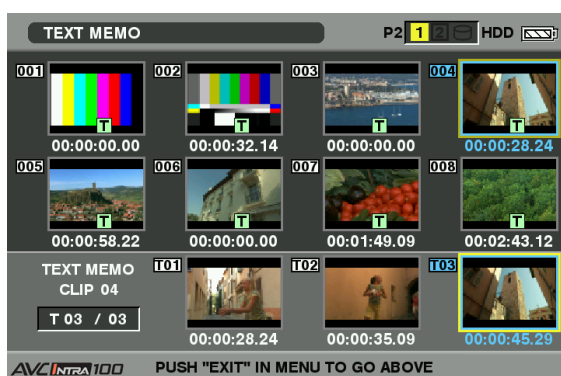 TEXT MEMO
P2 1 2 HDD
001 002 003 004
T T T T
00:00:00.00 00:00:32.14 00:00:00.00 00:00:28.24
005 006 007 008
T T T T
00:00:58.22 00:00:00.00 00:01:49.09 00:02:43.12
TEXT MEMO
CLIP 04
T 03 / 03
T01 T02 T03
00:00:28.24 00:00:35.09 00:00:45.29
AVC INTRA 100
PUSH "EXIT" IN MENU TO GO ABOVE